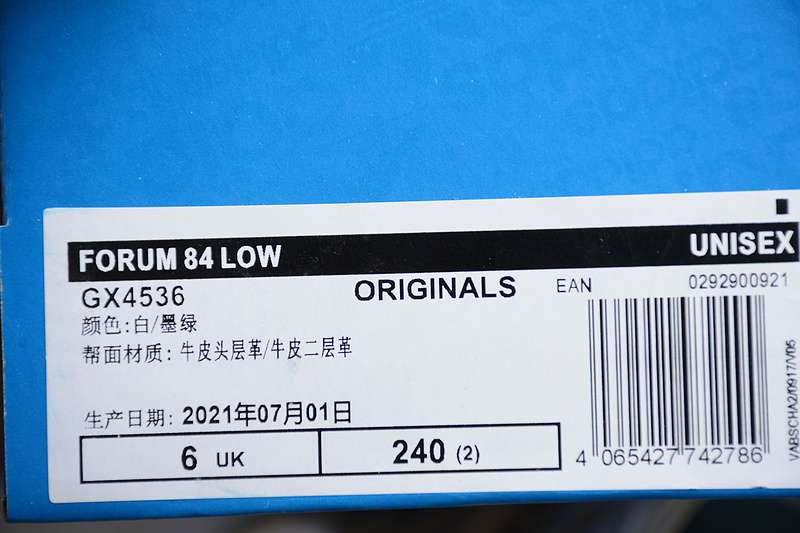 FORUM 84 LOW UNISEX
GX4536 ORIGINALS EAN 0292900921
颜色:白/墨绿
帮面材质: 牛皮头层革/牛皮二层革
生产日期: 2021年07月01日
6 UK 240 (2)
4 065427 742786
VABSCHA2/0917/V05